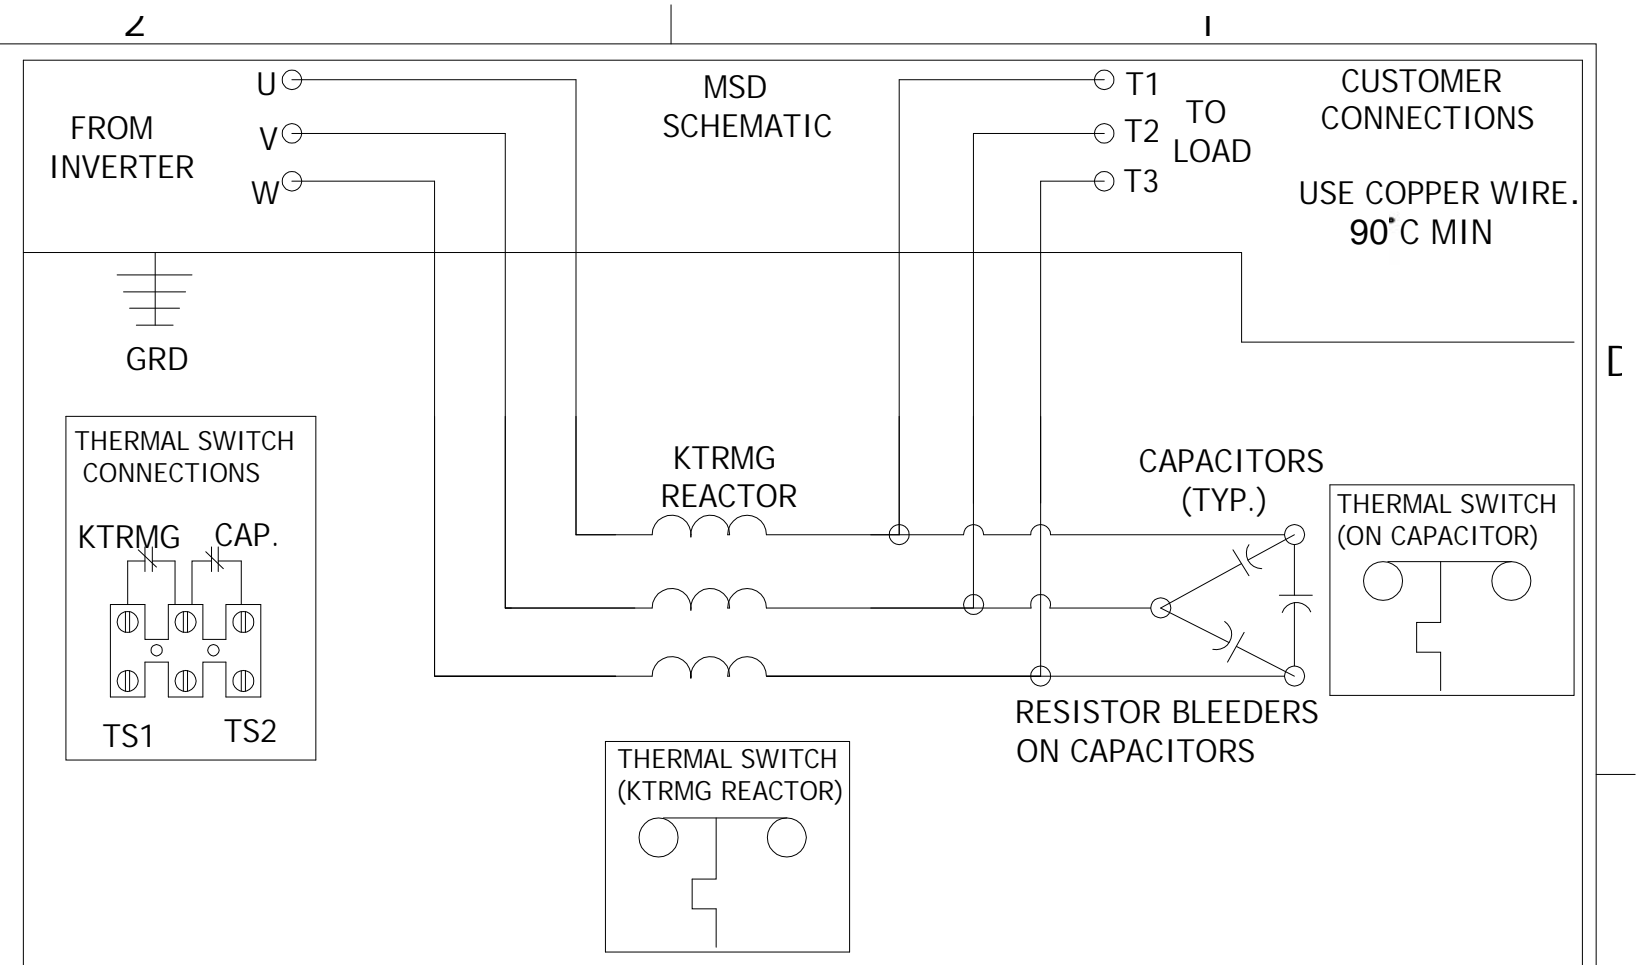 2
1
U
MSD
SCHEMATIC
T1
CUSTOMER
CONNECTIONS
FROM
INVERTER
V
T2
TO
LOAD
W
T3
USE COPPER WIRE.
90°C MIN
GRD
D
THERMAL SWITCH
CONNECTIONS
KTRMG
CAP.
TS1
TS2
KTRMG
REACTOR
CAPACITORS
(TYP.)
THERMAL SWITCH
(ON CAPACITOR)
RESISTOR BLEEDERS
ON CAPACITORS
THERMAL SWITCH
(KTRMG REACTOR)